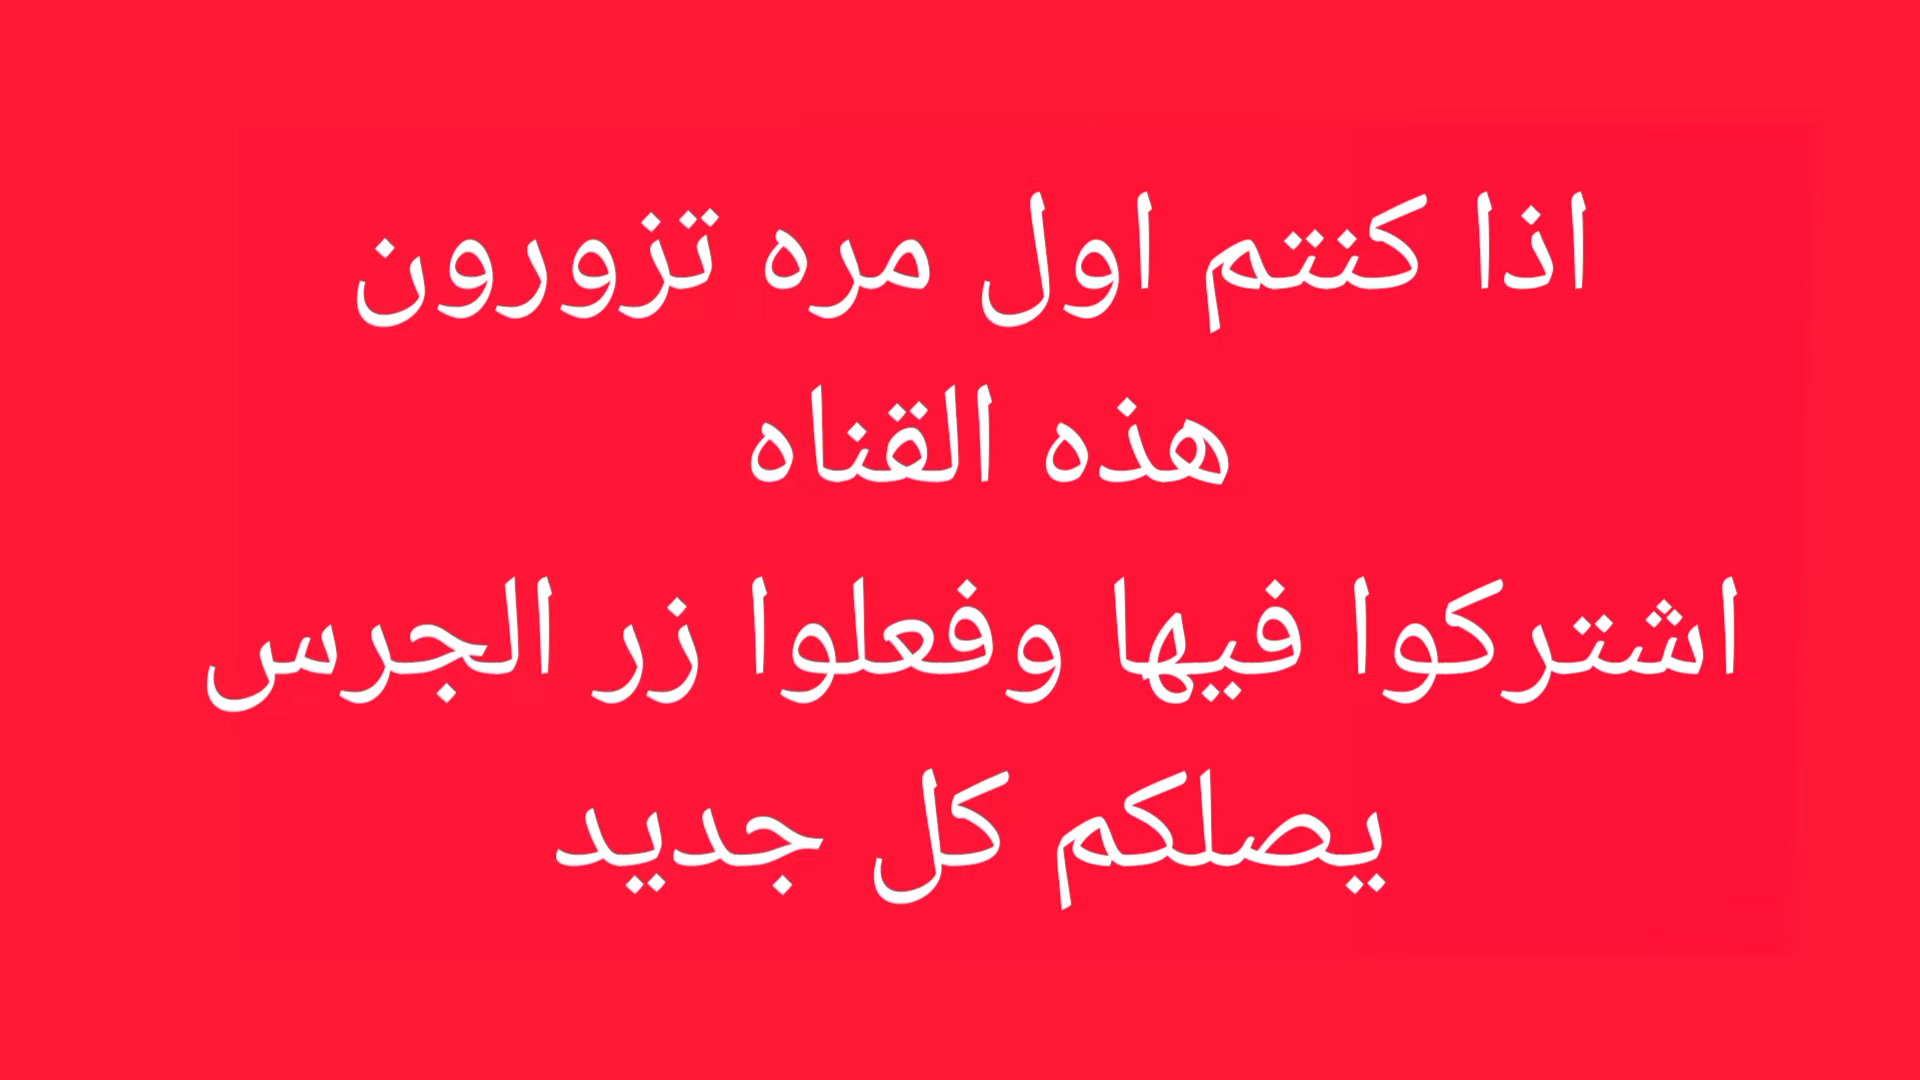 اذا كنتم اول مره تزورون
هذه القناه
اشتركوا فيها وفعلوا زر الجرس
يصلكم كل جديد